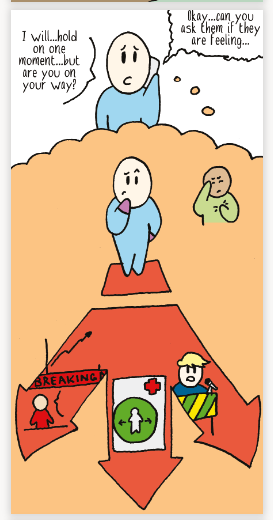 I will...hold
on one
moment...but
are you on
your way?
Okay...can you
ask them if they
are feeling...
BREAKING!